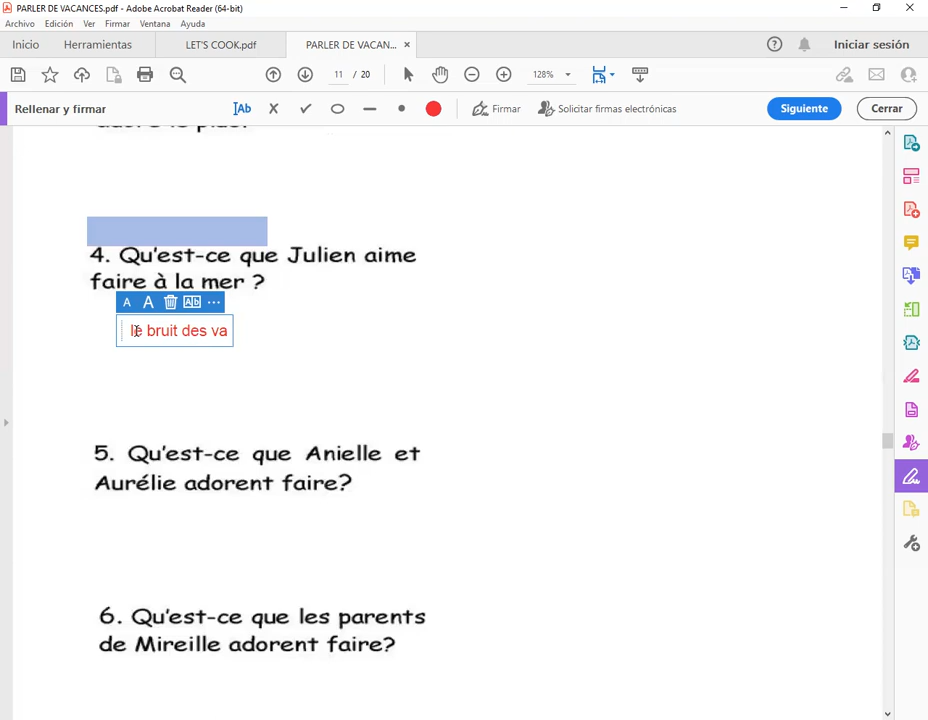 PARLER DE VACANCES.pdf - Adobe Acrobat Reader (64-bit)
Archivo Edición Ver Firmar Ventana Ayuda
Inicio Herramientas LET'S COOK.pdf PARLER DE VACAN... × Iniciar sesión
11 / 20 128%
Rellenar y firmar Ab Firmar Solicitar firmas electrónicas Siguiente Cerrar
4. Qu'est-ce que Julien aime
faire à la mer ?
A A Ab ...
le bruit des va
5. Qu'est-ce que Anielle et
Aurélie adorent faire?
6. Qu'est-ce que les parents
de Mireille adorent faire?